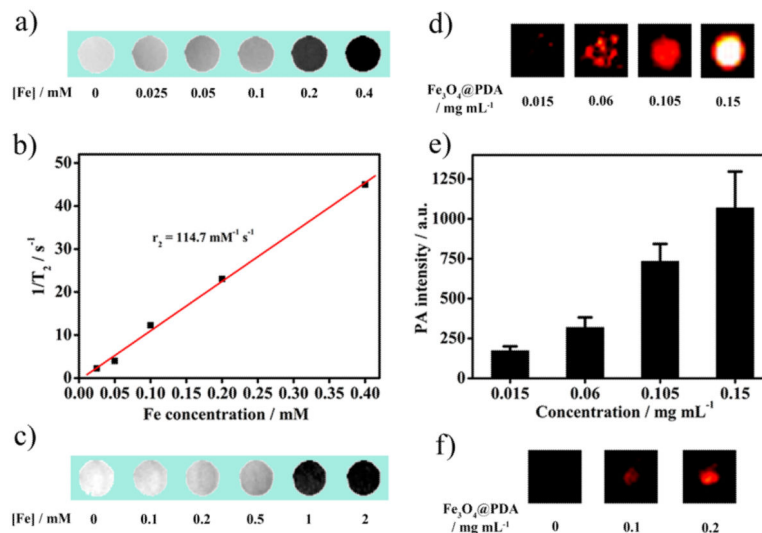 a)
[Fe] / mM 0 0.025 0.05 0.1 0.2 0.4
b)
50
40
30
20
10
0
1/T₂ / s⁻¹
r₂ = 114.7 mM⁻¹ s⁻¹
0.00 0.05 0.10 0.15 0.20 0.25 0.30 0.35 0.40
Fe concentration / mM
c)
[Fe] / mM 0 0.1 0.2 0.5 1 2
d)
Fe₃O₄@PDA
/ mg mL⁻¹ 0.015 0.06 0.105 0.15
e)
1250
1000
750
500
250
0
PA intensity / a.u.
0.015 0.06 0.105 0.15
Concentration / mg mL⁻¹
f)
Fe₃O₄@PDA
/ mg mL⁻¹ 0 0.1 0.2